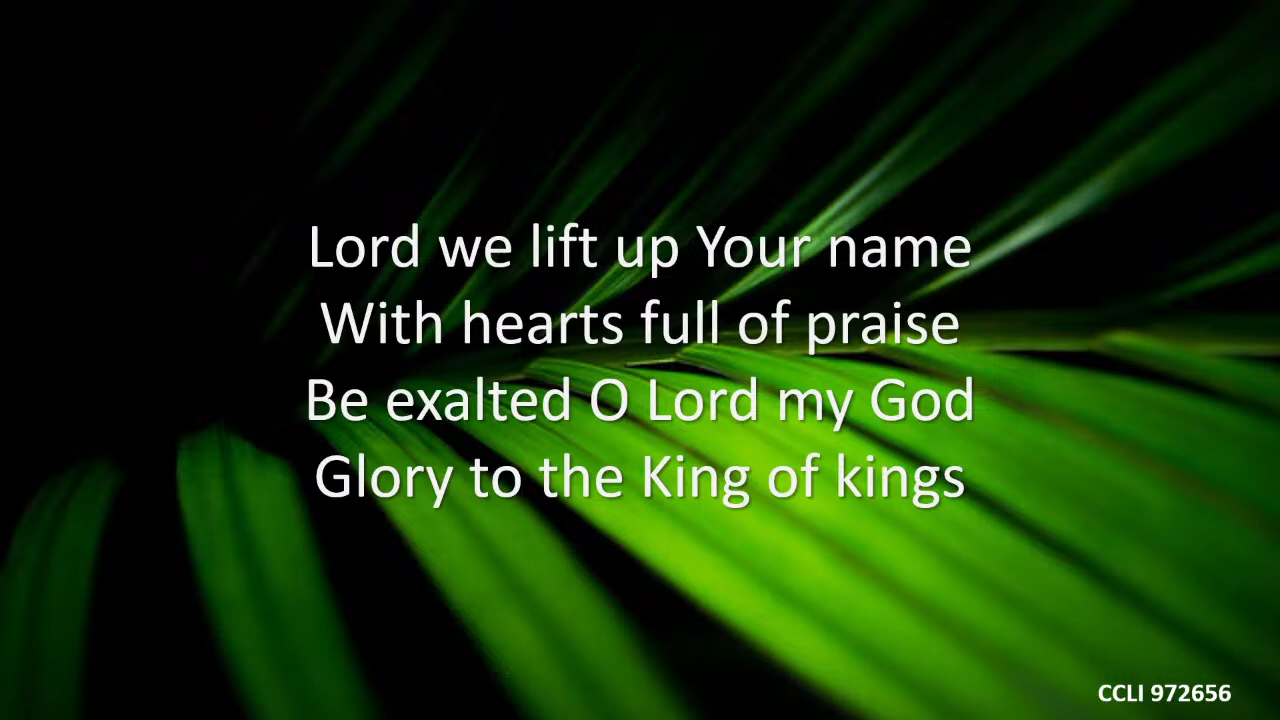 Lord we lift up Your name
With hearts full of praise
Be exalted O Lord my God
Glory to the King of kings
CCLI 972656